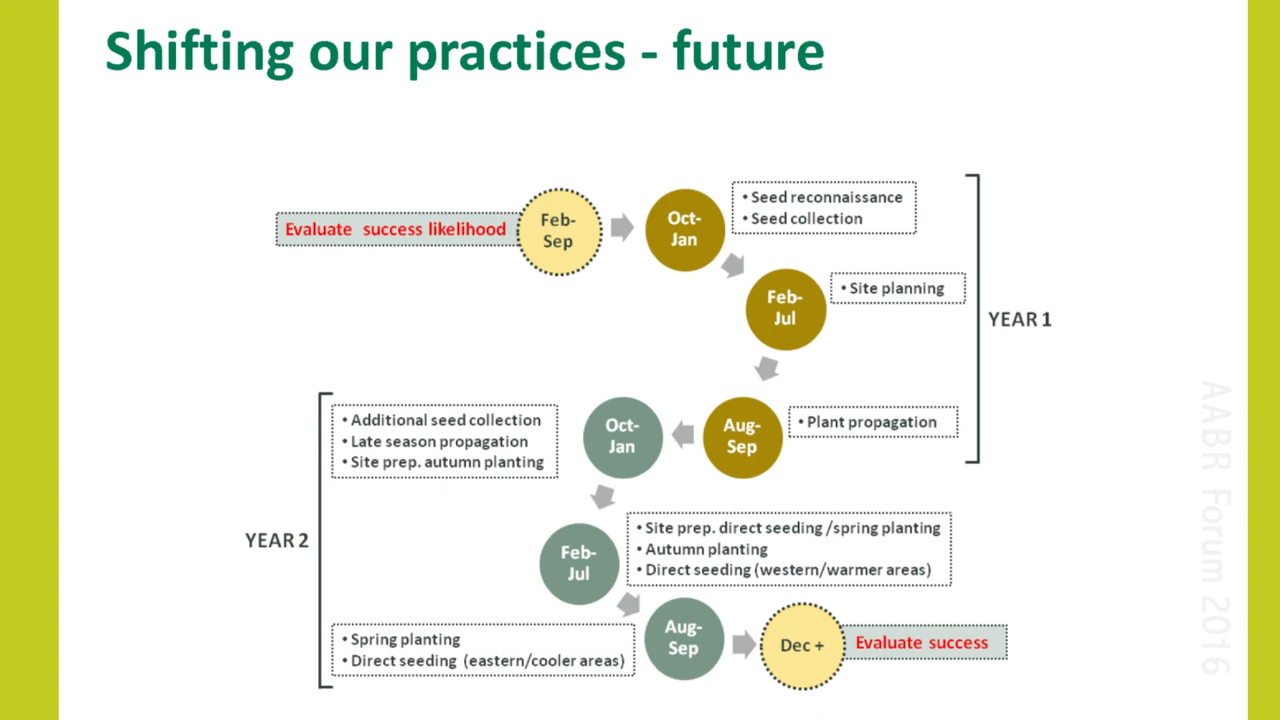 Shifting our practices - future
Evaluate success likelihood
Feb-
Sep
Oct-
Jan
• Seed reconnaissance
• Seed collection
Feb-
Jul
• Site planning
YEAR 1
Aug-
Sep
• Plant propagation
Oct-
Jan
• Additional seed collection
• Late season propagation
• Site prep. autumn planting
YEAR 2
Feb-
Jul
• Site prep. direct seeding /spring planting
• Autumn planting
• Direct seeding (western/warmer areas)
Aug-
Sep
• Spring planting
• Direct seeding (eastern/cooler areas)
Dec +
Evaluate success
AABR Forum 2016